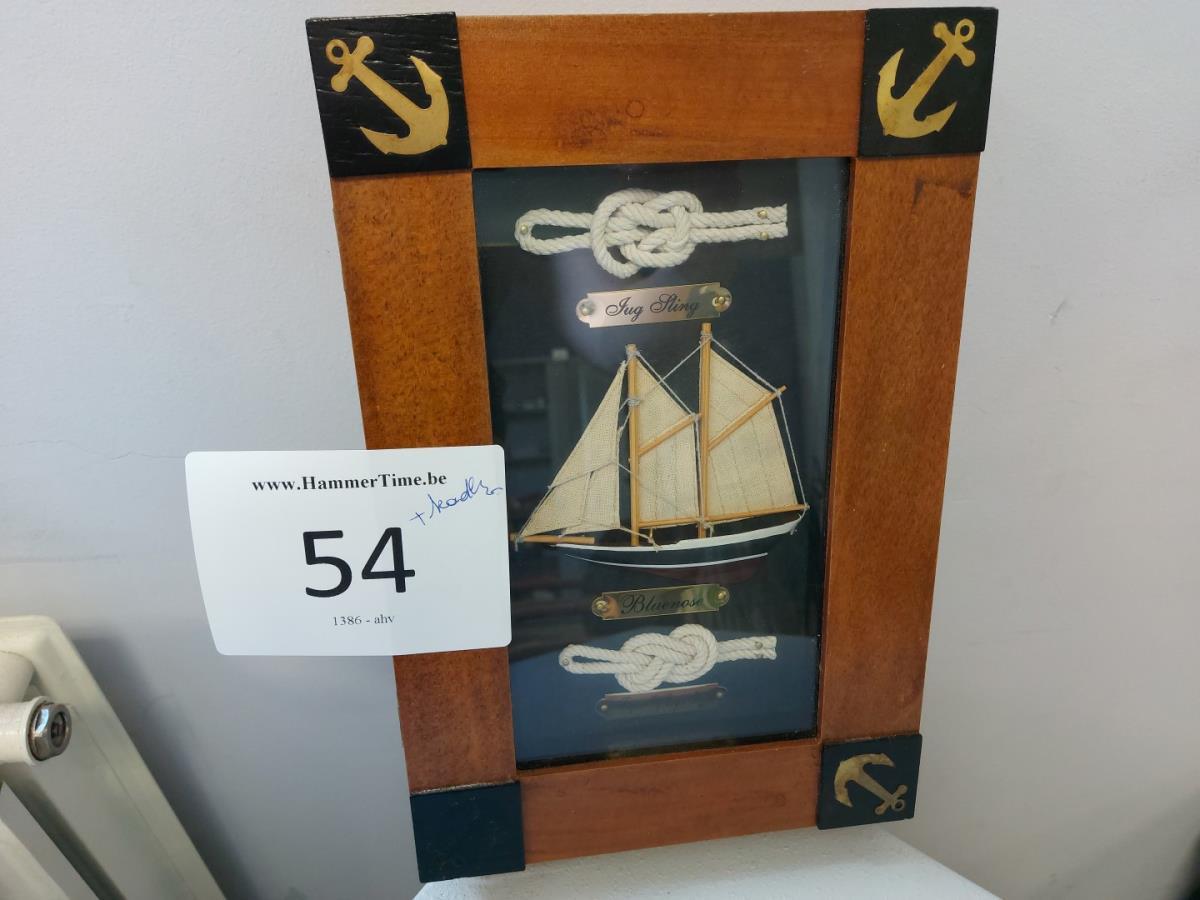 Jug Sling
www.HammerTime.be
54
1386 - ahv
Bluenose